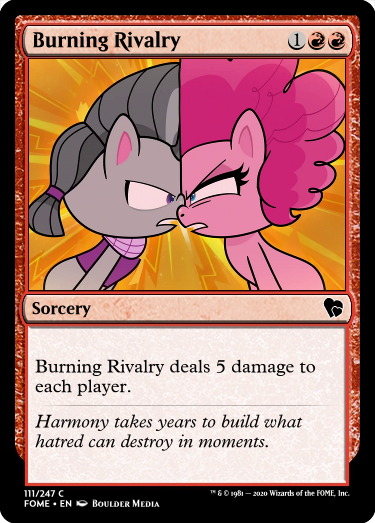 Burning Rivalry 1
Sorcery
Burning Rivalry deals 5 damage to
each player.
Harmony takes years to build what
hatred can destroy in moments.
111/247 C
™ & © 1981 — 2020 Wizards of the FOME, Inc.
FOME • EN Boulder Media